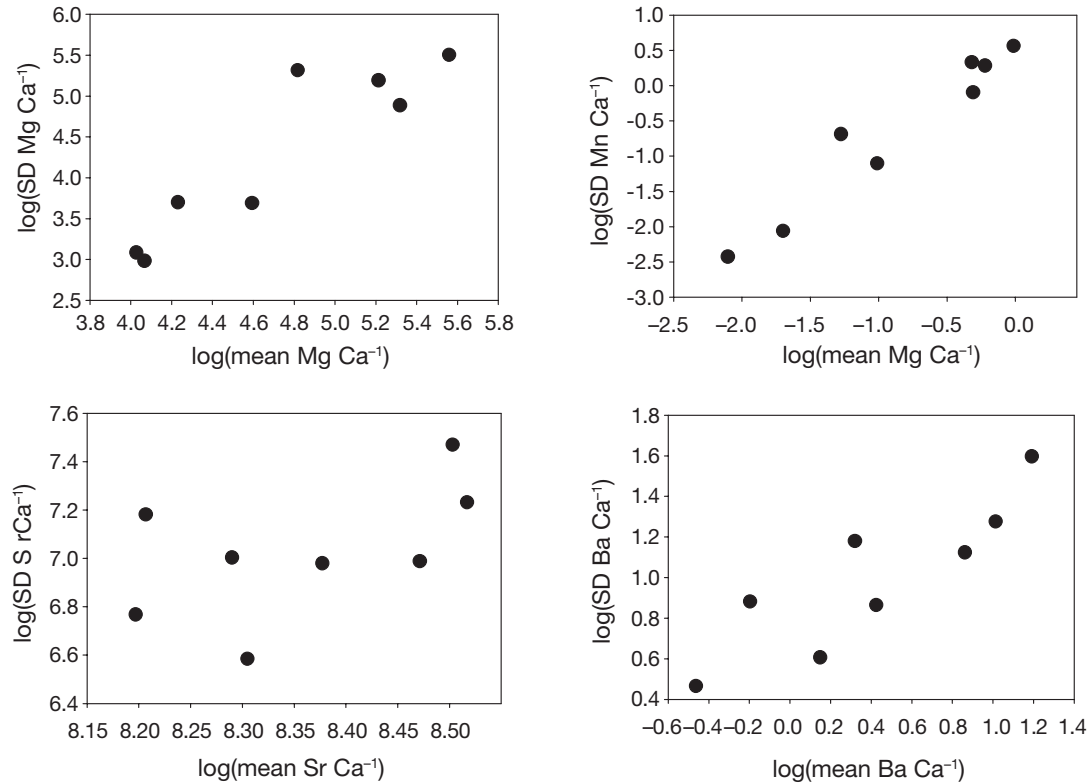 6.0
5.5
5.0
4.5
4.0
3.5
3.0
2.5
log(SD Mg Ca⁻¹)
3.8 4.0 4.2 4.4 4.6 4.8 5.0 5.2 5.4 5.6 5.8
log(mean Mg Ca⁻¹)
1.0
0.5
0.0
-0.5
-1.0
-1.5
-2.0
-2.5
-3.0
log(SD Mn Ca⁻¹)
−2.5 −2.0 −1.5 −1.0 −0.5 0.0
log(mean Mg Ca⁻¹)
7.6
7.4
7.2
7.0
6.8
6.6
6.4
log(SD S rCa⁻¹)
8.15 8.20 8.25 8.30 8.35 8.40 8.45 8.50
log(mean Sr Ca⁻¹)
1.8
1.6
1.4
1.2
1.0
0.8
0.6
0.4
log(SD Ba Ca⁻¹)
−0.6 −0.4 −0.2 0.0 0.2 0.4 0.6 0.8 1.0 1.2 1.4
log(mean Ba Ca⁻¹)